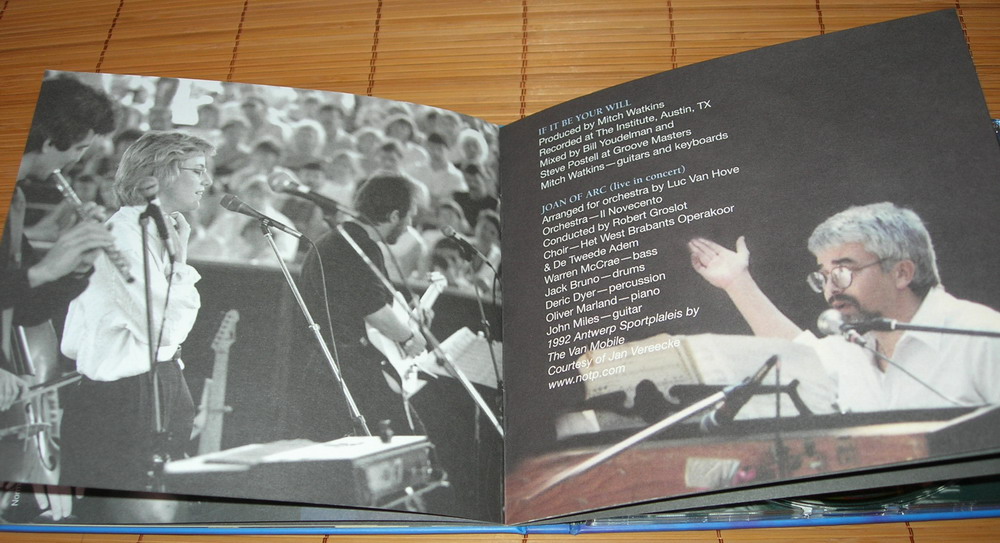 IF IT BE YOUR WILL
Produced by Mitch Watkins
Recorded at The Institute, Austin, TX
Mixed by Bill Youdelman and
Steve Postell at Groove Masters
Mitch Watkins—guitars and keyboards
JOAN OF ARC (live in concert)
Arranged for orchestra by Luc Van Hove
Orchestra—Il Novecento
Conducted by Robert Groslot
Choir—Het West Brabants Operakoor
& De Tweede Adem
Warren McCrae—bass
Jack Bruno—drums
Deric Dyer—percussion
Oliver Marland—piano
John Miles—guitar
1992 Antwerp Sportplaleis by
The Van Mobile
Courtesy of Jan Vereecke
www.notp.com